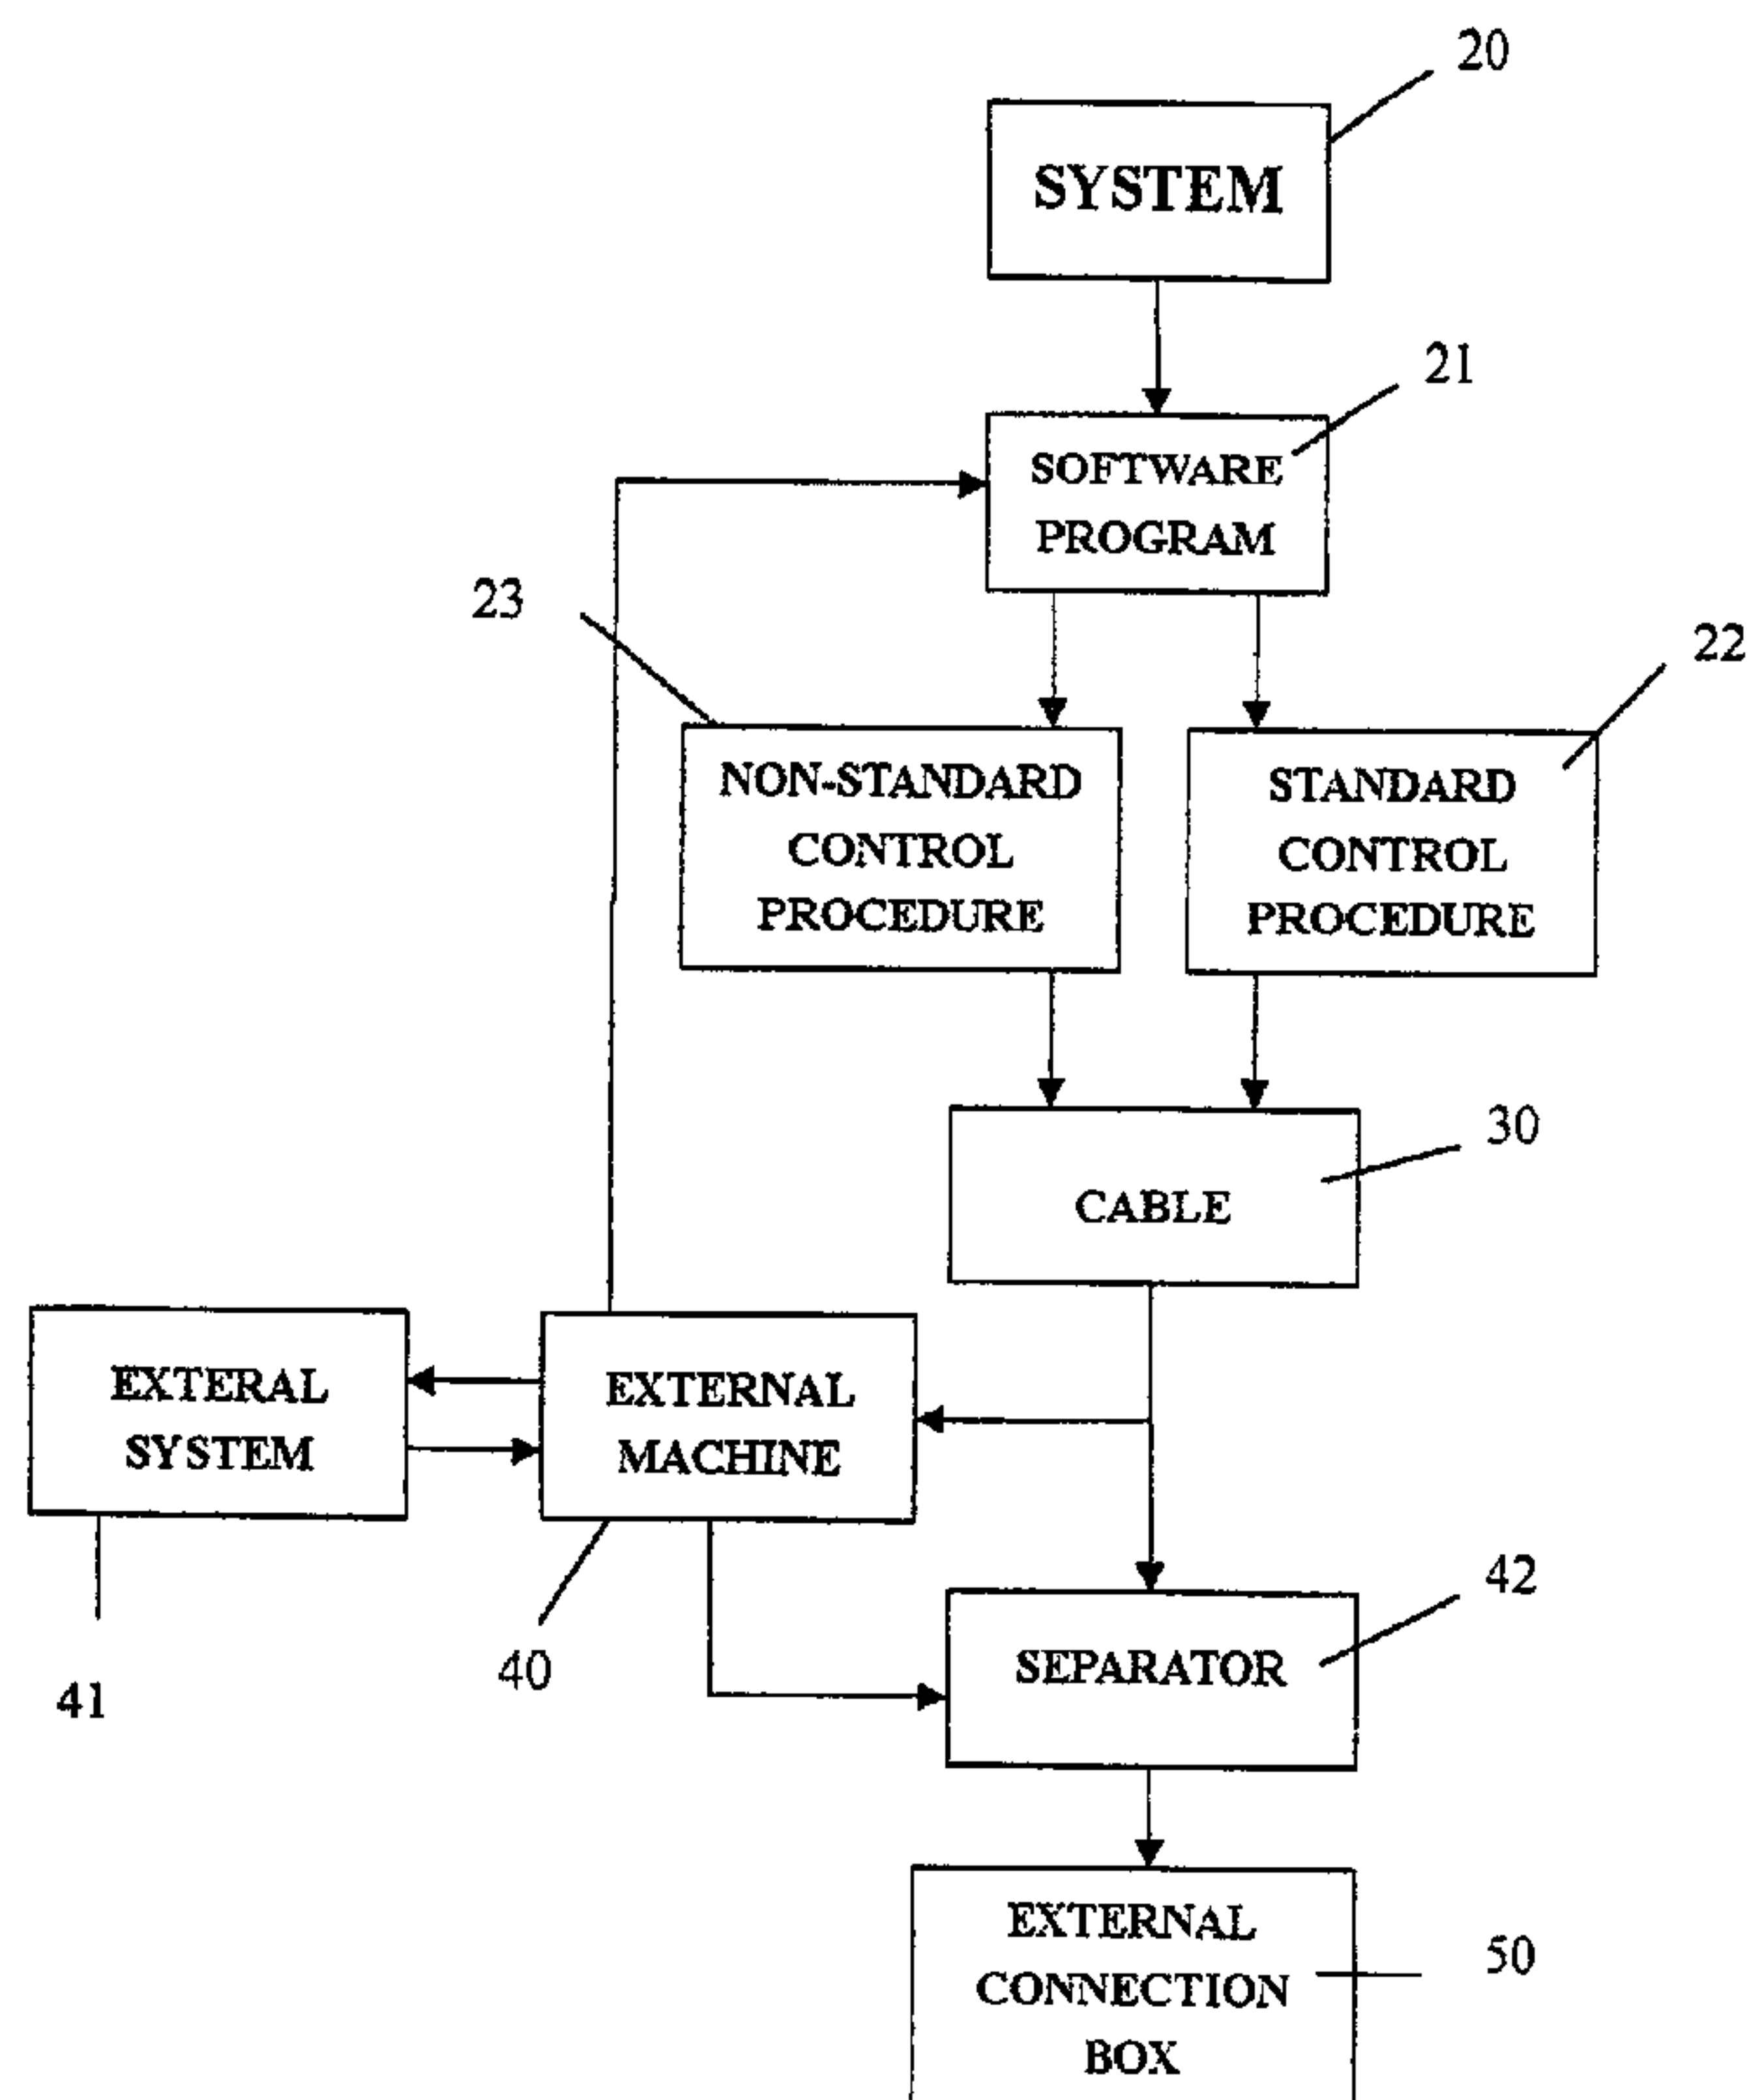 20
SYSTEM
21
SOFTWARE
PROGRAM
23
22
NON-STANDARD
CONTROL
PROCEDURE
STANDARD
CONTROL
PROCEDURE
30
CABLE
EXTERAL
SYSTEM
EXTERNAL
MACHINE
42
40
41
SEPARATOR
EXTERNAL
CONNECTION
BOX
50